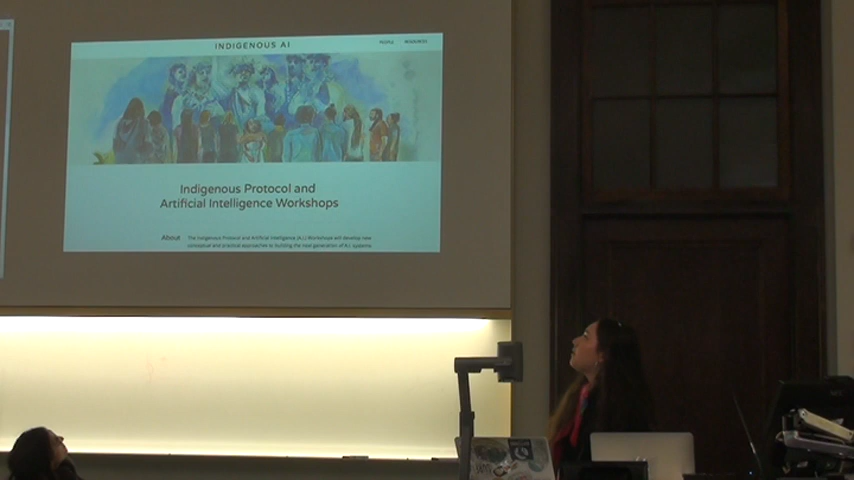 INDIGENOUS AI
PEOPLE RESOURCES
Indigenous Protocol and
Artificial Intelligence Workshops
About The Indigenous Protocol and Artificial Intelligence (A.I.) Workshops will develop new
conceptual and practical approaches to building the next generation of A.I. systems